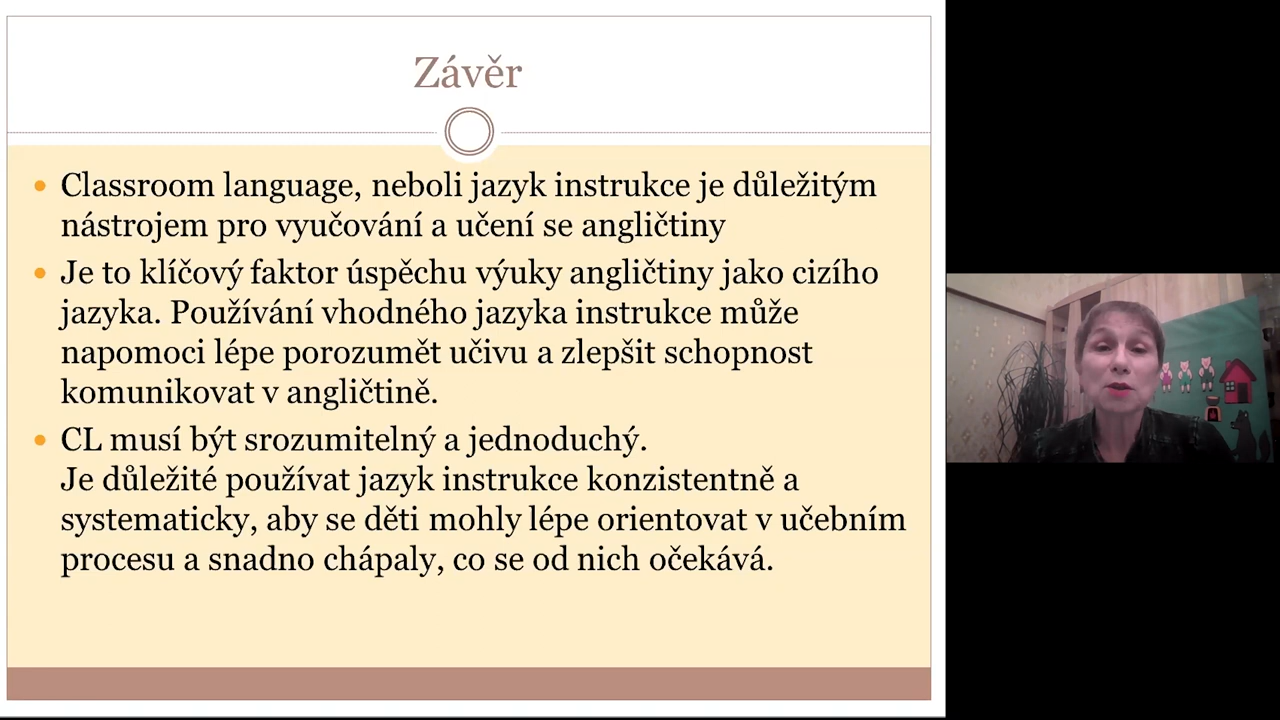 Závěr
Classroom language, neboli jazyk instrukce je důležitým
nástrojem pro vyučování a učení se angličtiny
Je to klíčový faktor úspěchu výuky angličtiny jako cizího
jazyka. Používání vhodného jazyka instrukce může
napomoci lépe porozumět učivu a zlepšit schopnost
komunikovat v angličtině.
CL musí být srozumitelný a jednoduchý.
Je důležité používat jazyk instrukce konzistentně a
systematicky, aby se děti mohly lépe orientovat v učebním
procesu a snadno chápaly, co se od nich očekává.